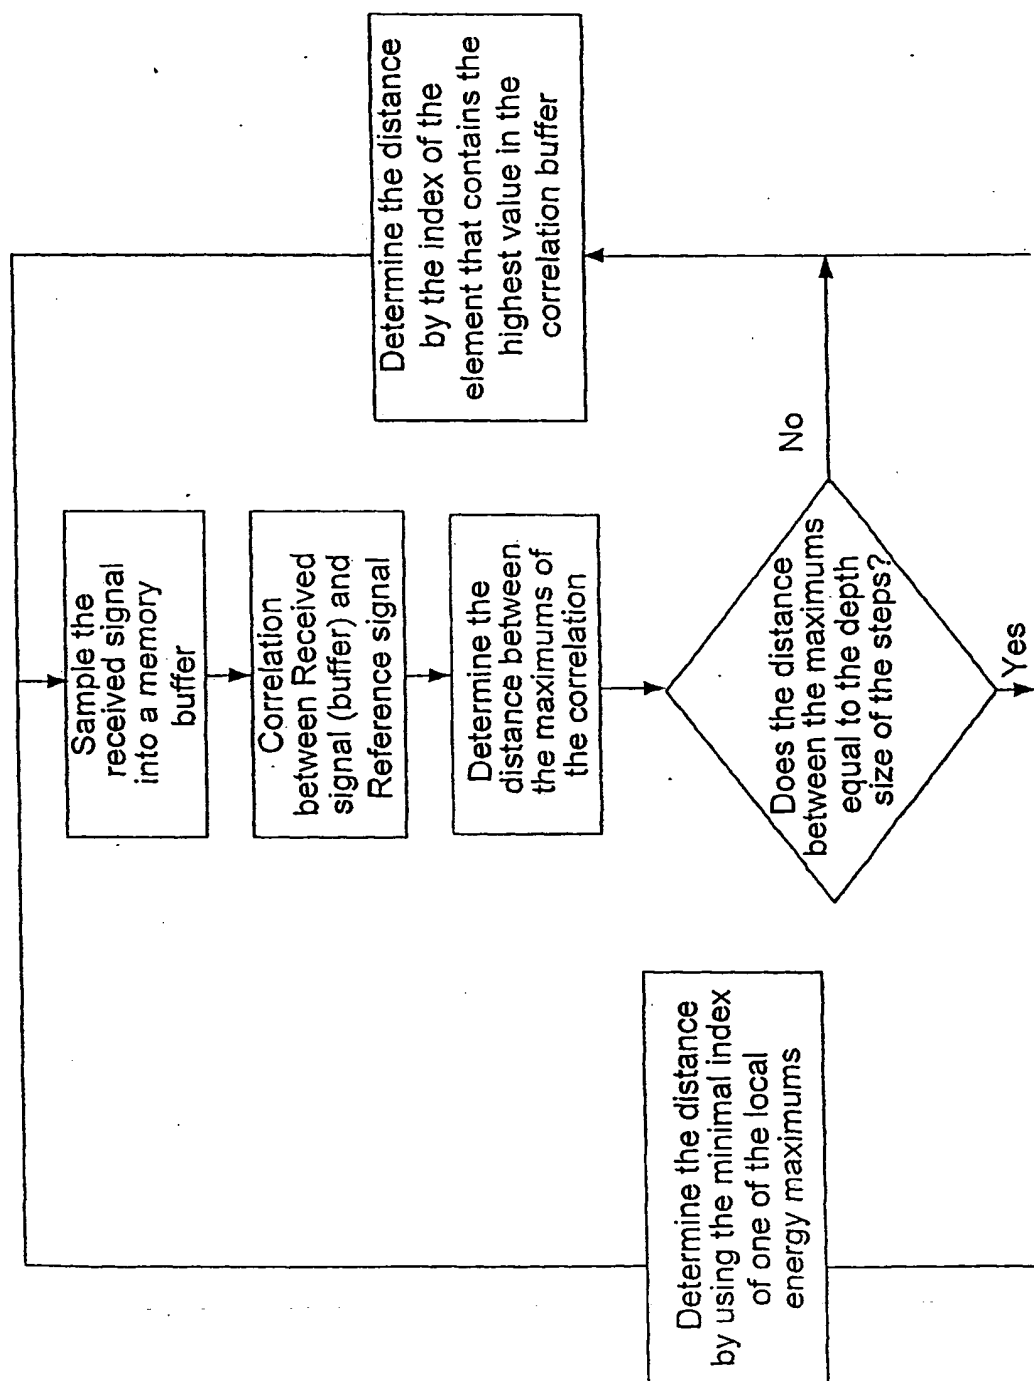 Sample the
received signal
into a memory
buffer
Correlation
between Received
signal (buffer) and
Reference signal
Determine the
distance between
the maximums of
the correlation
Does the distance
between the maximums
equal to the depth
size of the steps?
No
Yes
Determine the distance
by the index of the
element that contains the
highest value in the
correlation buffer
Determine the distance
by using the minimal index
of one of the local
energy maximums